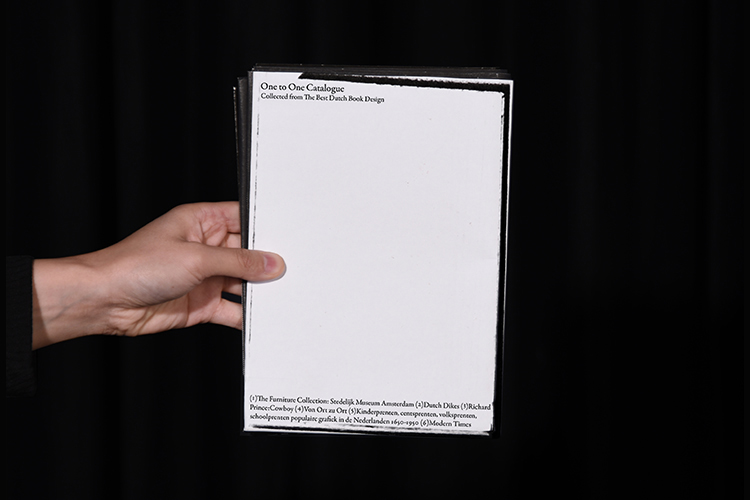 One to One Catalogue
Collected from The Best Dutch Book Design
(1)The Furniture Collection: Stedelijk Museum Amsterdam (2)Dutch Dikes (3)Richard
Prince:Cowboy (4)Von Ort zu Ort (5)Kinderprenten, centsprenten, volksprenten,
schoolprenten populaire grafiek in de Nederlanden 1650-1950 (6)Modern Times